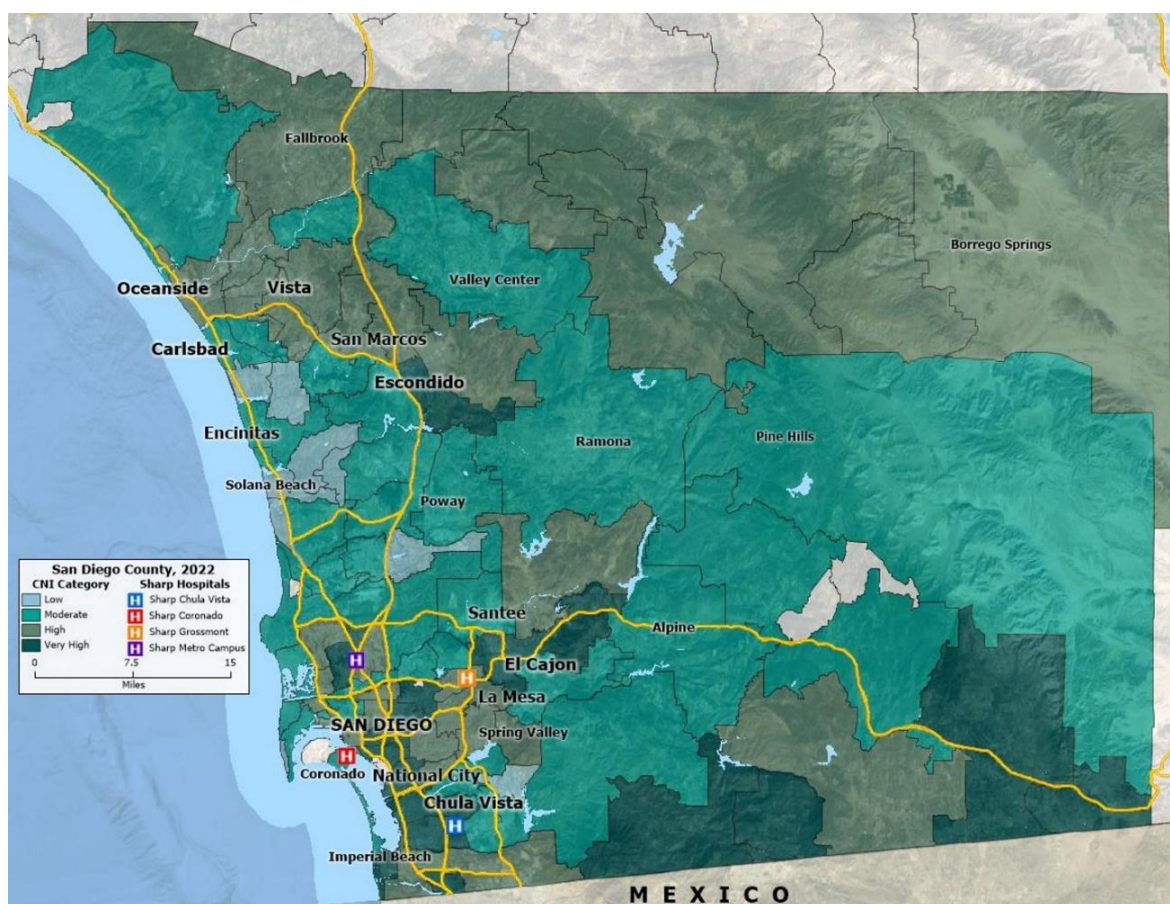 Fallbrook
Borrego Springs
Valley Center
Oceanside
Vista
San Marcos
Carlsbad
Escondido
Encinitas
Ramona
Pine Hills
Solana Beach
Poway
San Diego County, 2022
CNI Category
Low
Moderate
High
Very High
0 7.5 15
Miles
Sharp Hospitals
H Sharp Chula Vista
H Sharp Coronado
H Sharp Grossmont
H Sharp Metro Campus
Santee
Alpine
H
El Cajon
H
La Mesa
SAN DIEGO
Spring Valley
H
Coronado
National City
Chula Vista
H
Imperial Beach
MEXICO